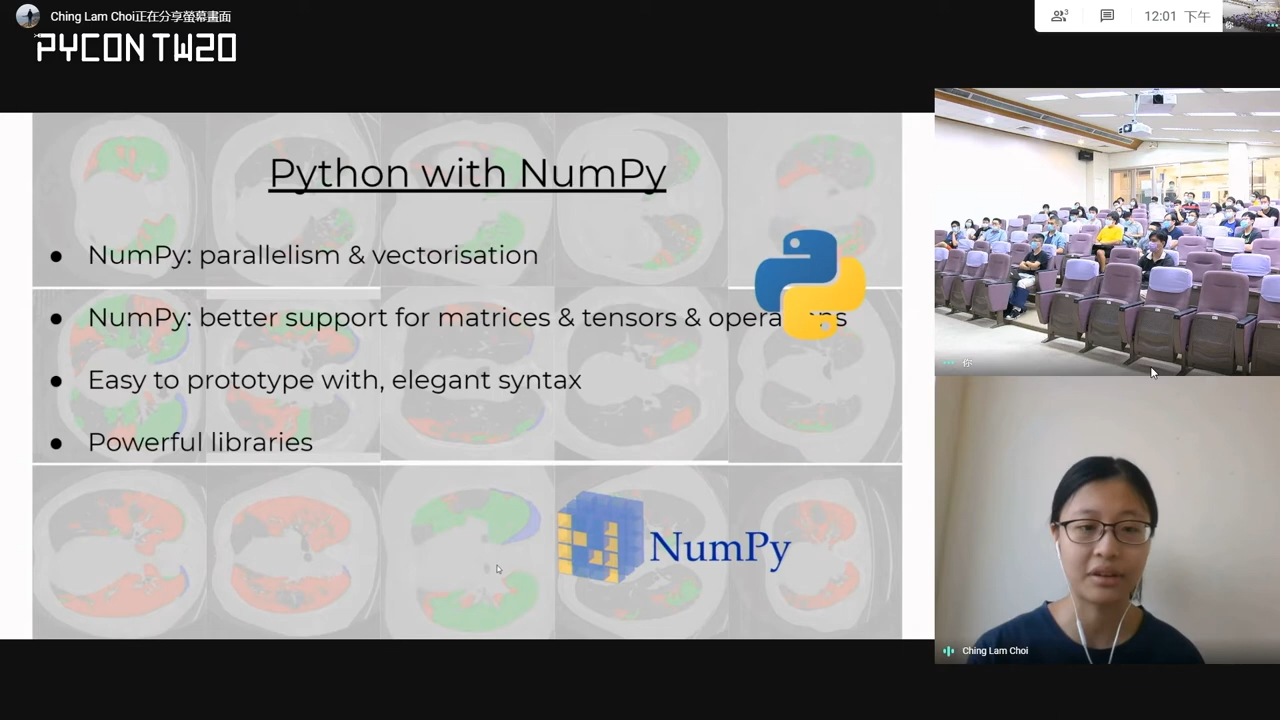 Ching Lam Choi正在分享螢幕畫面
PYCON TW20
3
12:01 下午
你
Python with NumPy
● NumPy: parallelism & vectorisation
● NumPy: better support for matrices & tensors &
● Easy to prototype with, elegant syntax
● Powerful libraries
NumPy
你
Ching Lam Choi